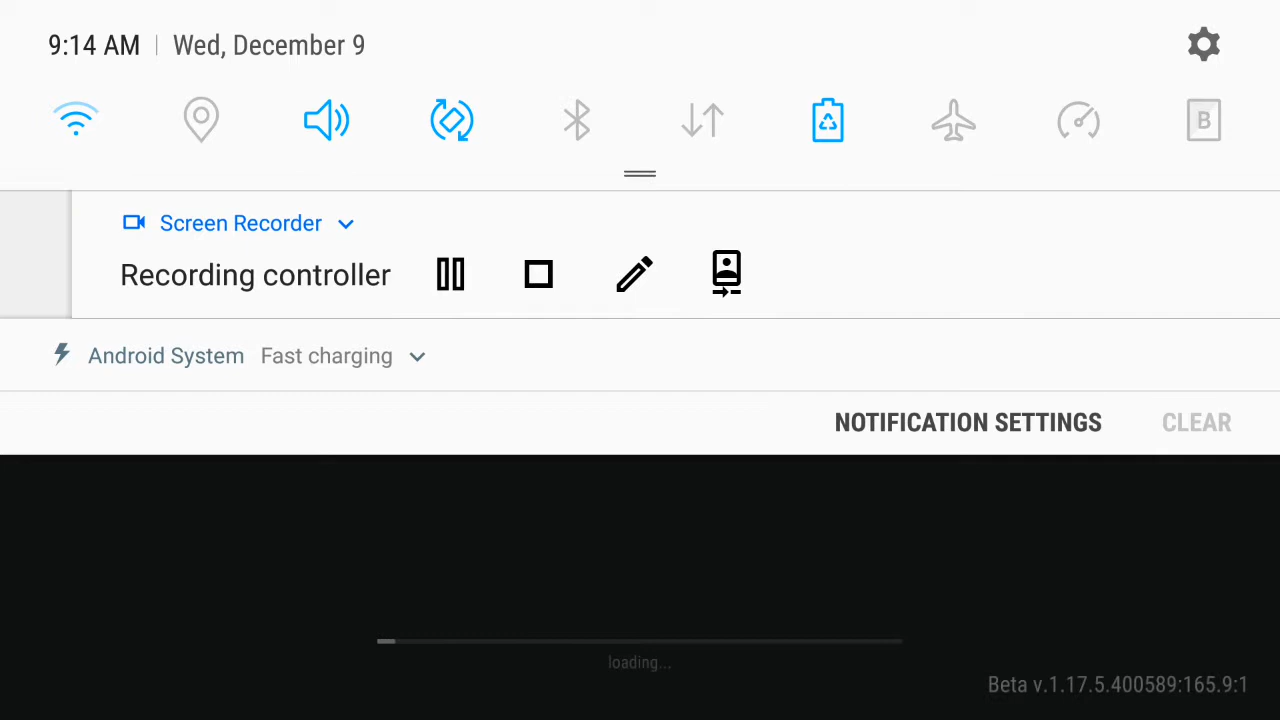 9:14 AM Wed, December 9
B
Screen Recorder
Recording controller
Android System Fast charging
NOTIFICATION SETTINGS CLEAR
loading...
Beta v.1.17.5.400589:165.9:1